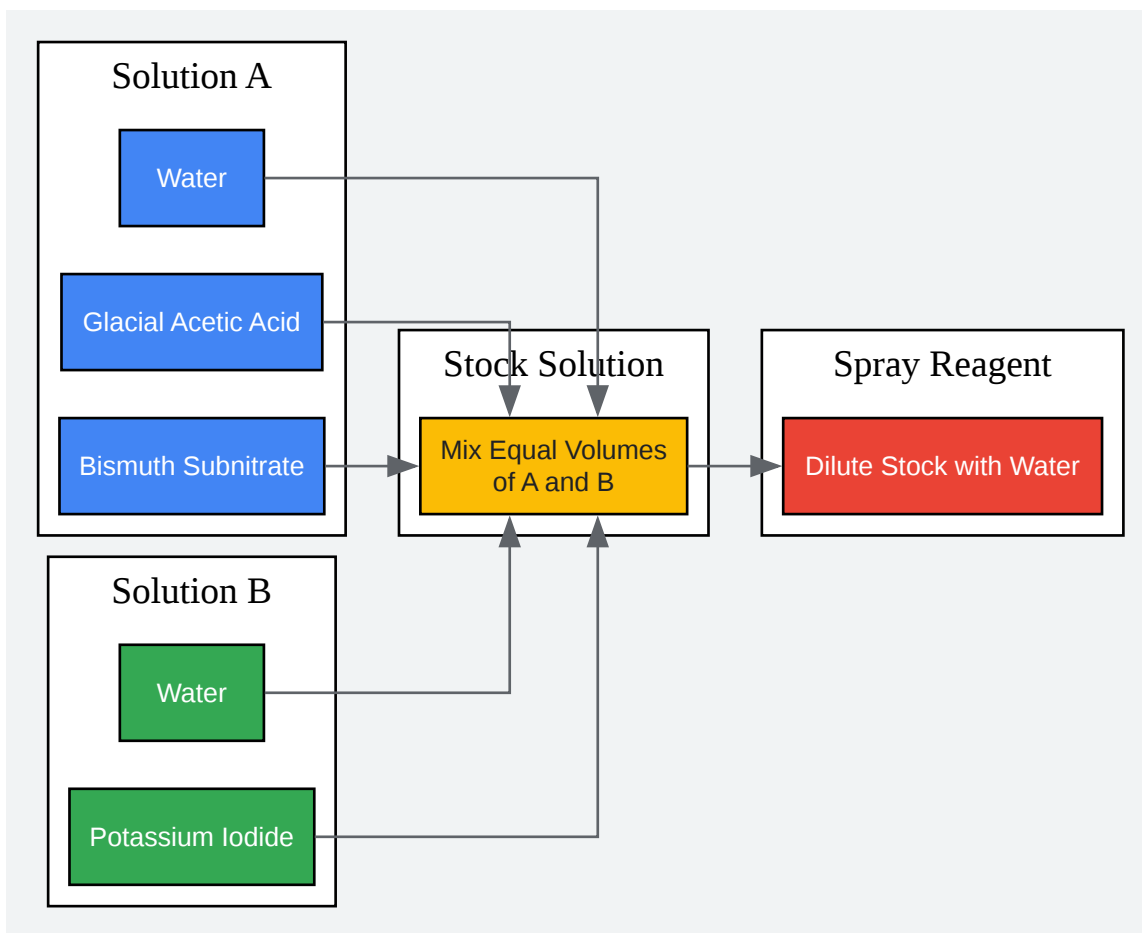 Solution A
Water
Glacial Acetic Acid
Bismuth Subnitrate
Stock Solution
Mix Equal Volumes
of A and B
Spray Reagent
Dilute Stock with Water
Solution B
Water
Potassium Iodide